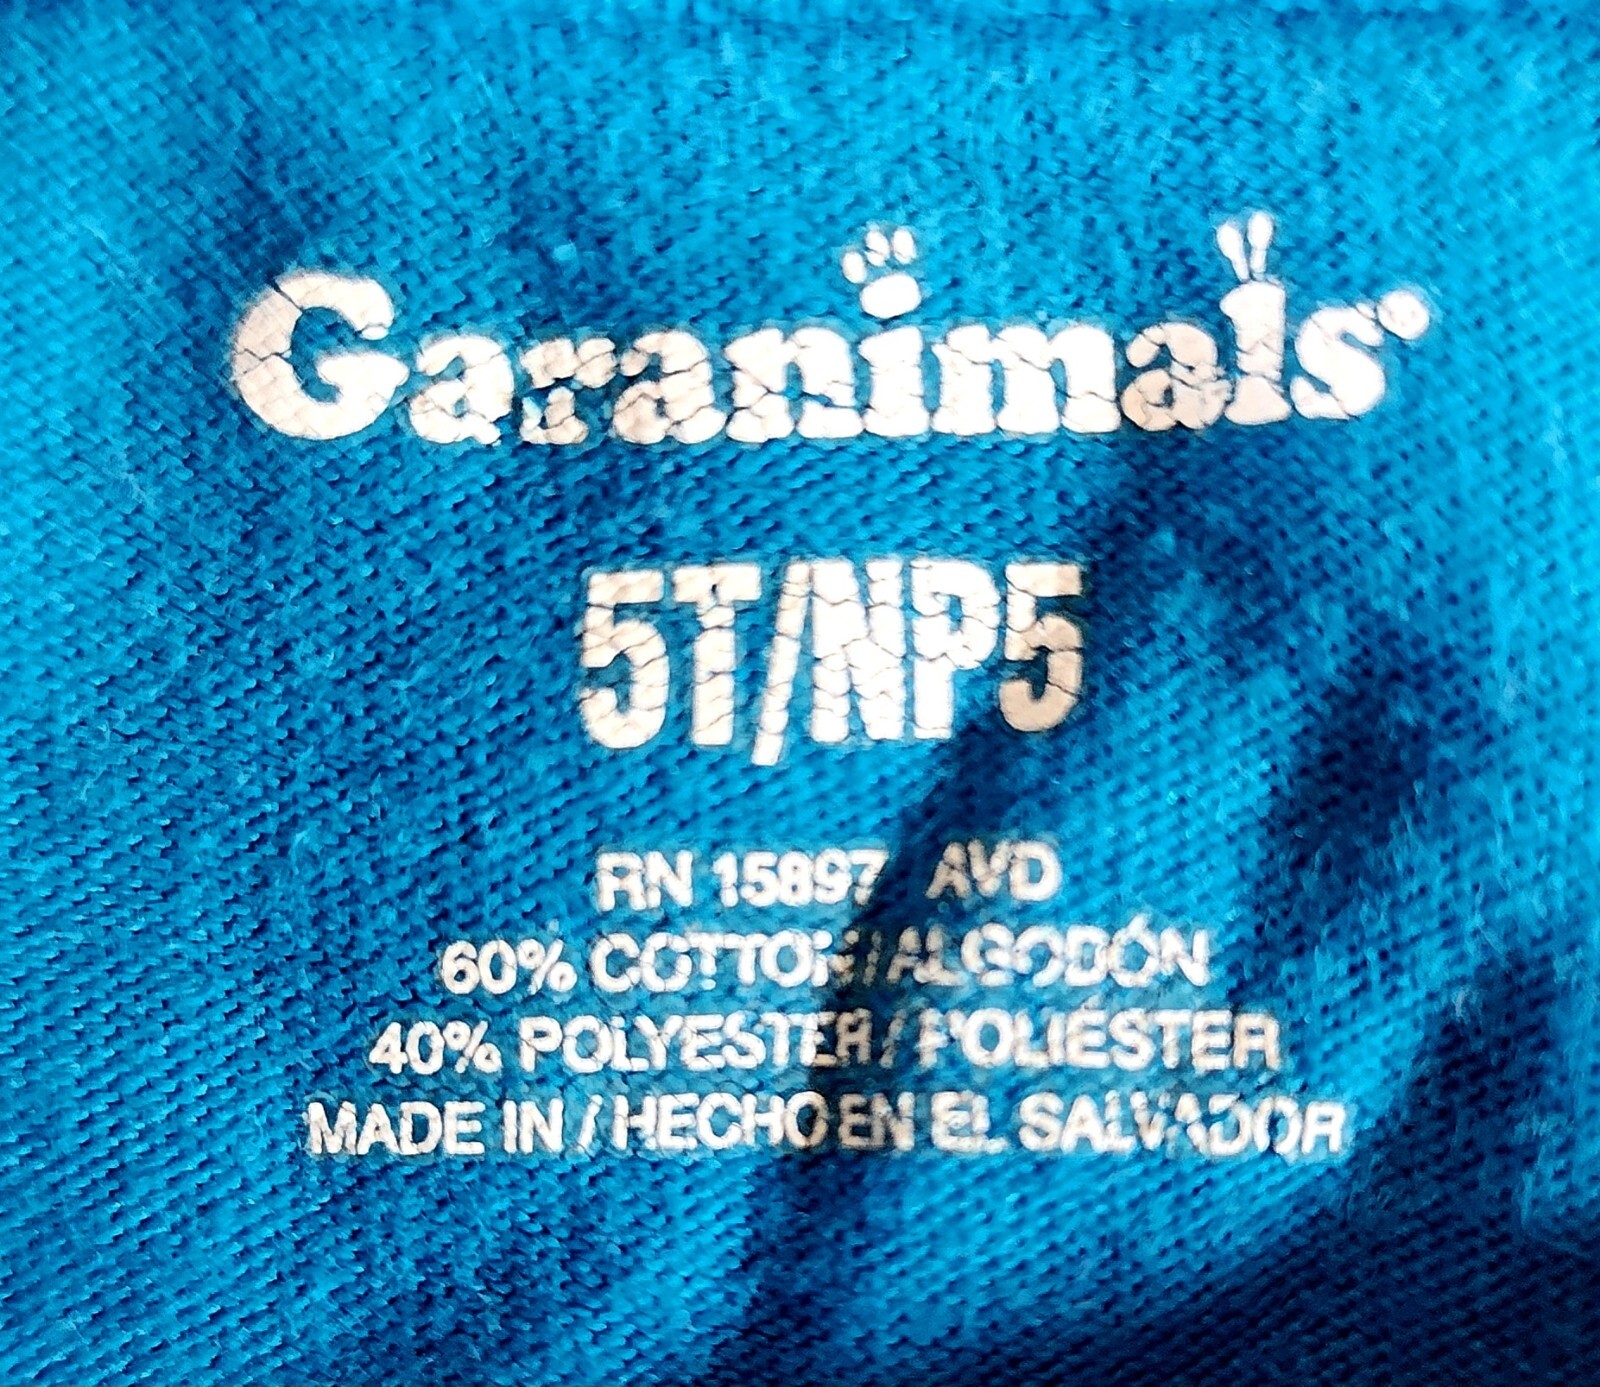 Garanimals
5T/NP5
RN 15897 AVD
60% COTTON / ALGODÓN
40% POLYESTER / POLIÉSTER
MADE IN / HECHO EN EL SALVADOR